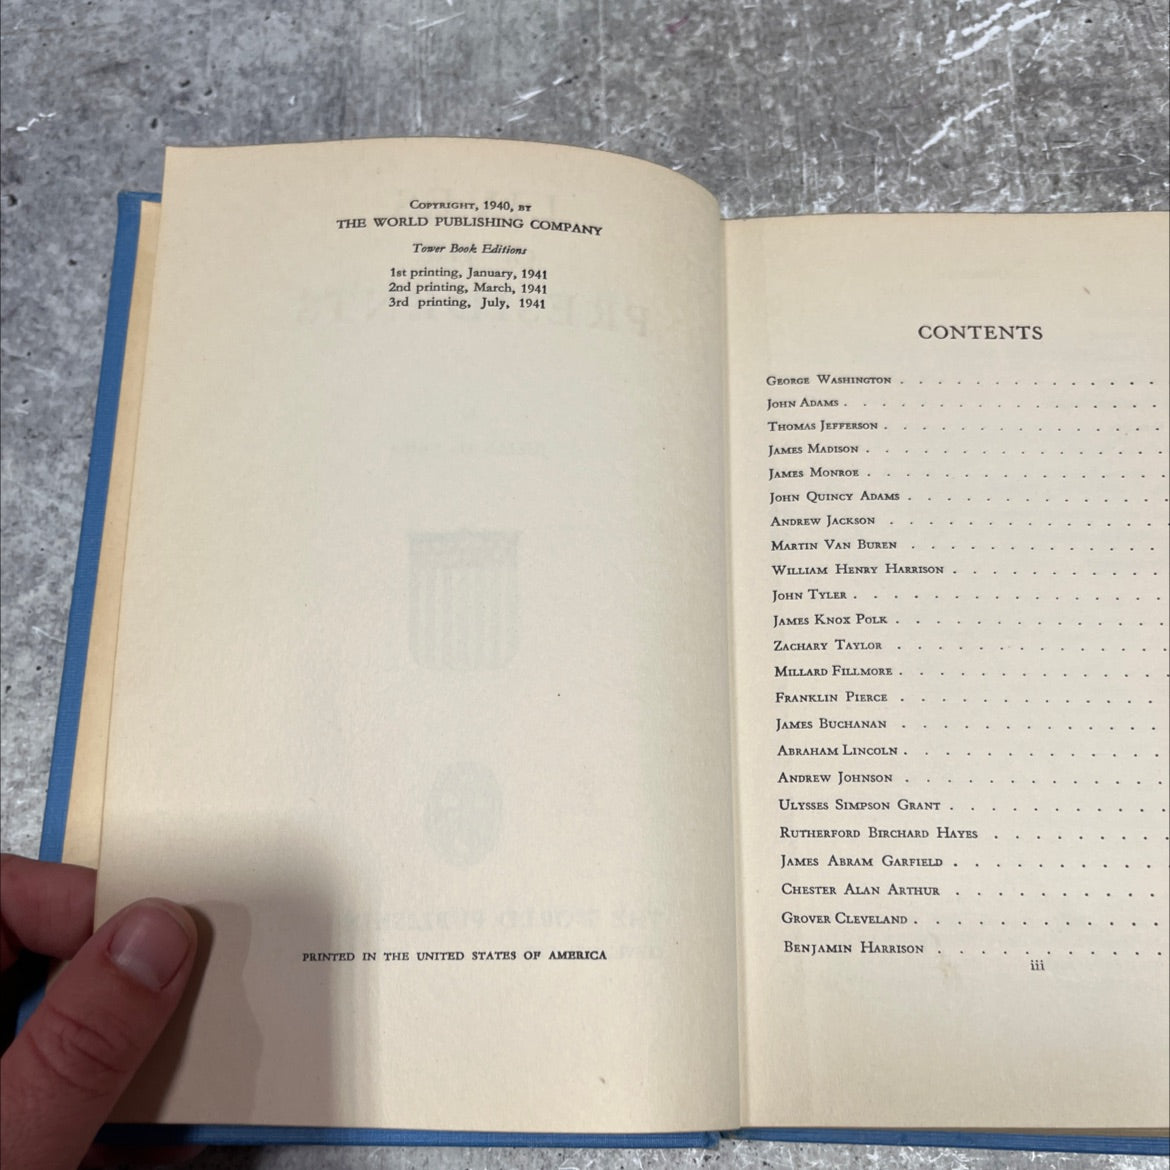 Copyright, 1940, by
THE WORLD PUBLISHING COMPANY
Tower Book Editions
1st printing, January, 1941
2nd printing, March, 1941
3rd printing, July, 1941
PRINTED IN THE UNITED STATES OF AMERICA
CONTENTS
George Washington . . . . . . . . . . .
John Adams . . . . . . . . . . . .
Thomas Jefferson . . . . . . . . . . .
James Madison . . . . . . . . . . . .
James Monroe . . . . . . . . . . . .
John Quincy Adams . . . . . . . . . . .
Andrew Jackson . . . . . . . . . . .
Martin Van Buren . . . . . . . . . . .
William Henry Harrison . . . . . . . . . .
John Tyler . . . . . . . . . . . . .
James Knox Polk . . . . . . . . . . . .
Zachary Taylor . . . . . . . . . . . .
Millard Fillmore . . . . . . . . . . . .
Franklin Pierce . . . . . . . . . . .
James Buchanan . . . . . . . . . . .
Abraham Lincoln . . . . . . . . . . .
Andrew Johnson . . . . . . . . . . .
Ulysses Simpson Grant . . . . . . . . .
Rutherford Birchard Hayes . . . . . . . .
James Abram Garfield . . . . . . . . .
Chester Alan Arthur . . . . . . . . .
Grover Cleveland . . . . . . . . . . .
Benjamin Harrison . . . . . . . . . .
iii